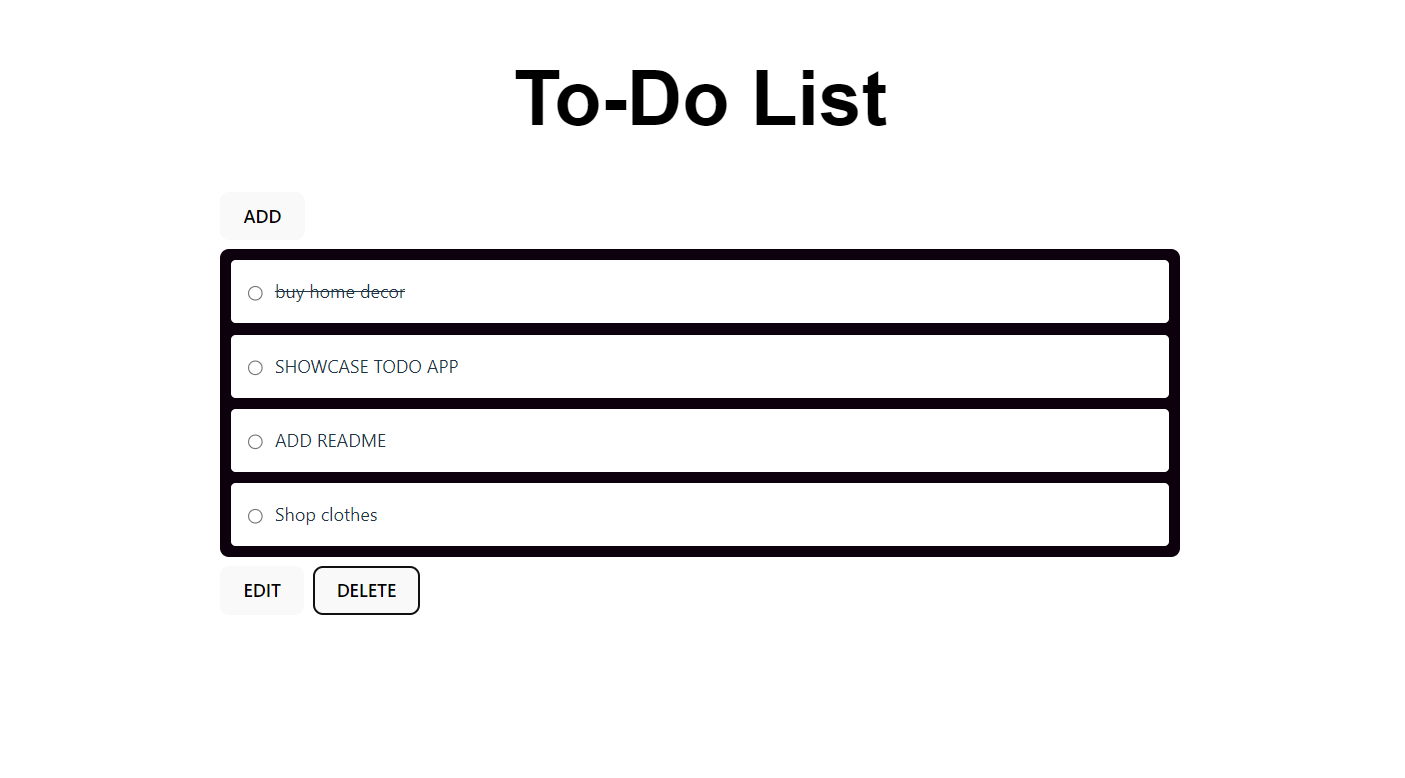 To-Do List
ADD
buy home decor
SHOWCASE TODO APP
ADD README
Shop clothes
EDIT DELETE